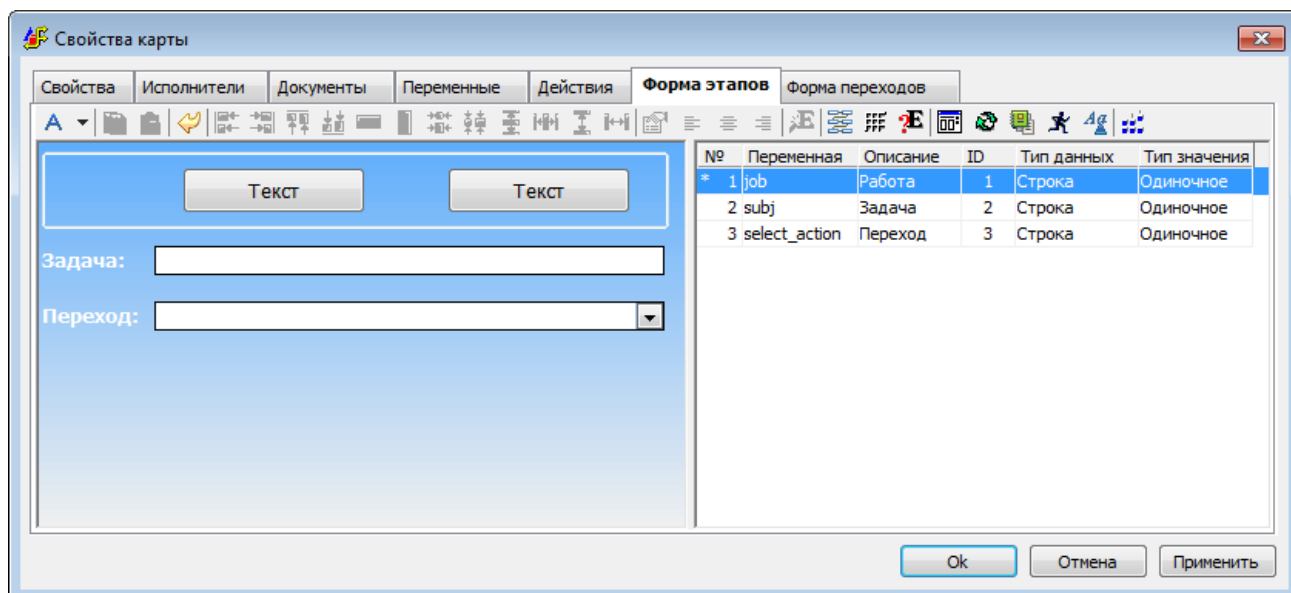 Свойства карты
Свойства Исполнители Документы Переменные Действия Форма этапов Форма переходов
Текст Текст
Задача:
Переход:
№ Переменная Описание ID Тип данных Тип значения
* 1 job Работа 1 Строка Одиночное
2 subj Задача 2 Строка Одиночное
3 select_action Переход 3 Строка Одиночное
Ok Отмена Применить